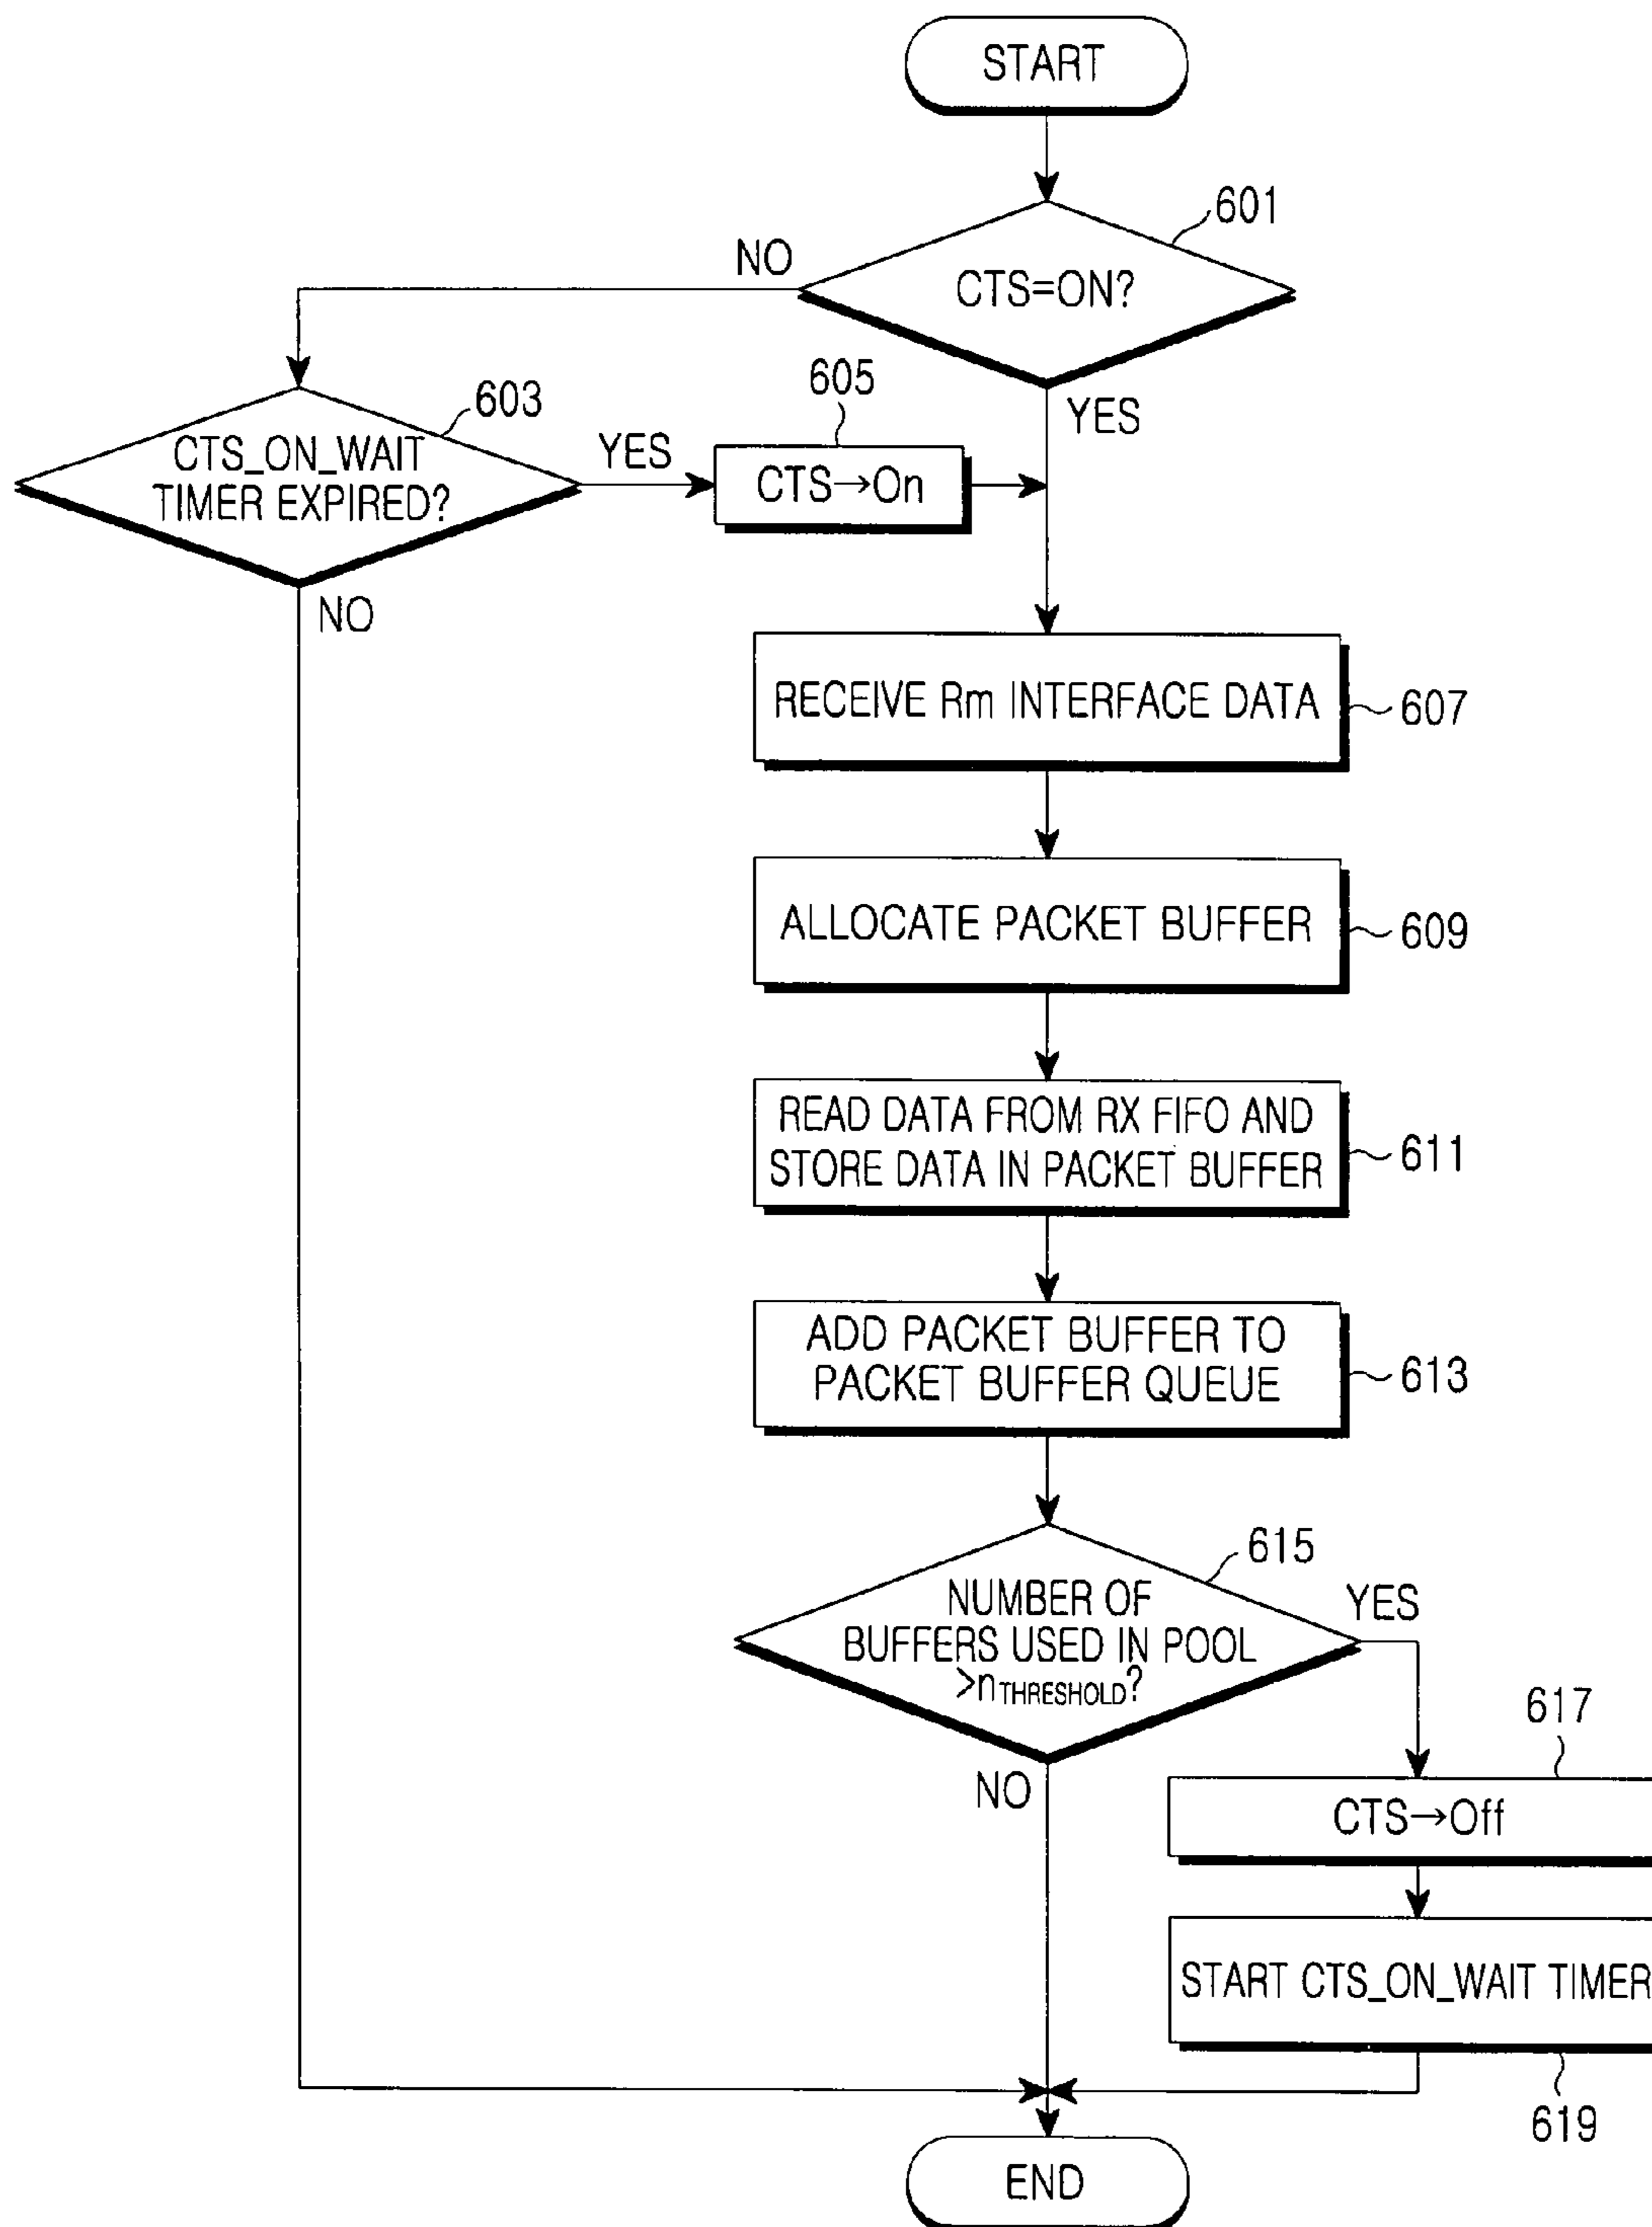 START
601
NO
CTS=ON?
605
603
YES
CTS_ON_WAIT
TIMER EXPIRED?
YES
CTS→On
NO
RECEIVE Rm INTERFACE DATA
607
ALLOCATE PACKET BUFFER
609
READ DATA FROM RX FIFO AND
STORE DATA IN PACKET BUFFER
611
ADD PACKET BUFFER TO
PACKET BUFFER QUEUE
613
615
NUMBER OF
BUFFERS USED IN POOL
>nTHRESHOLD?
YES
617
NO
CTS→Off
START CTS_ON_WAIT TIMER
619
END